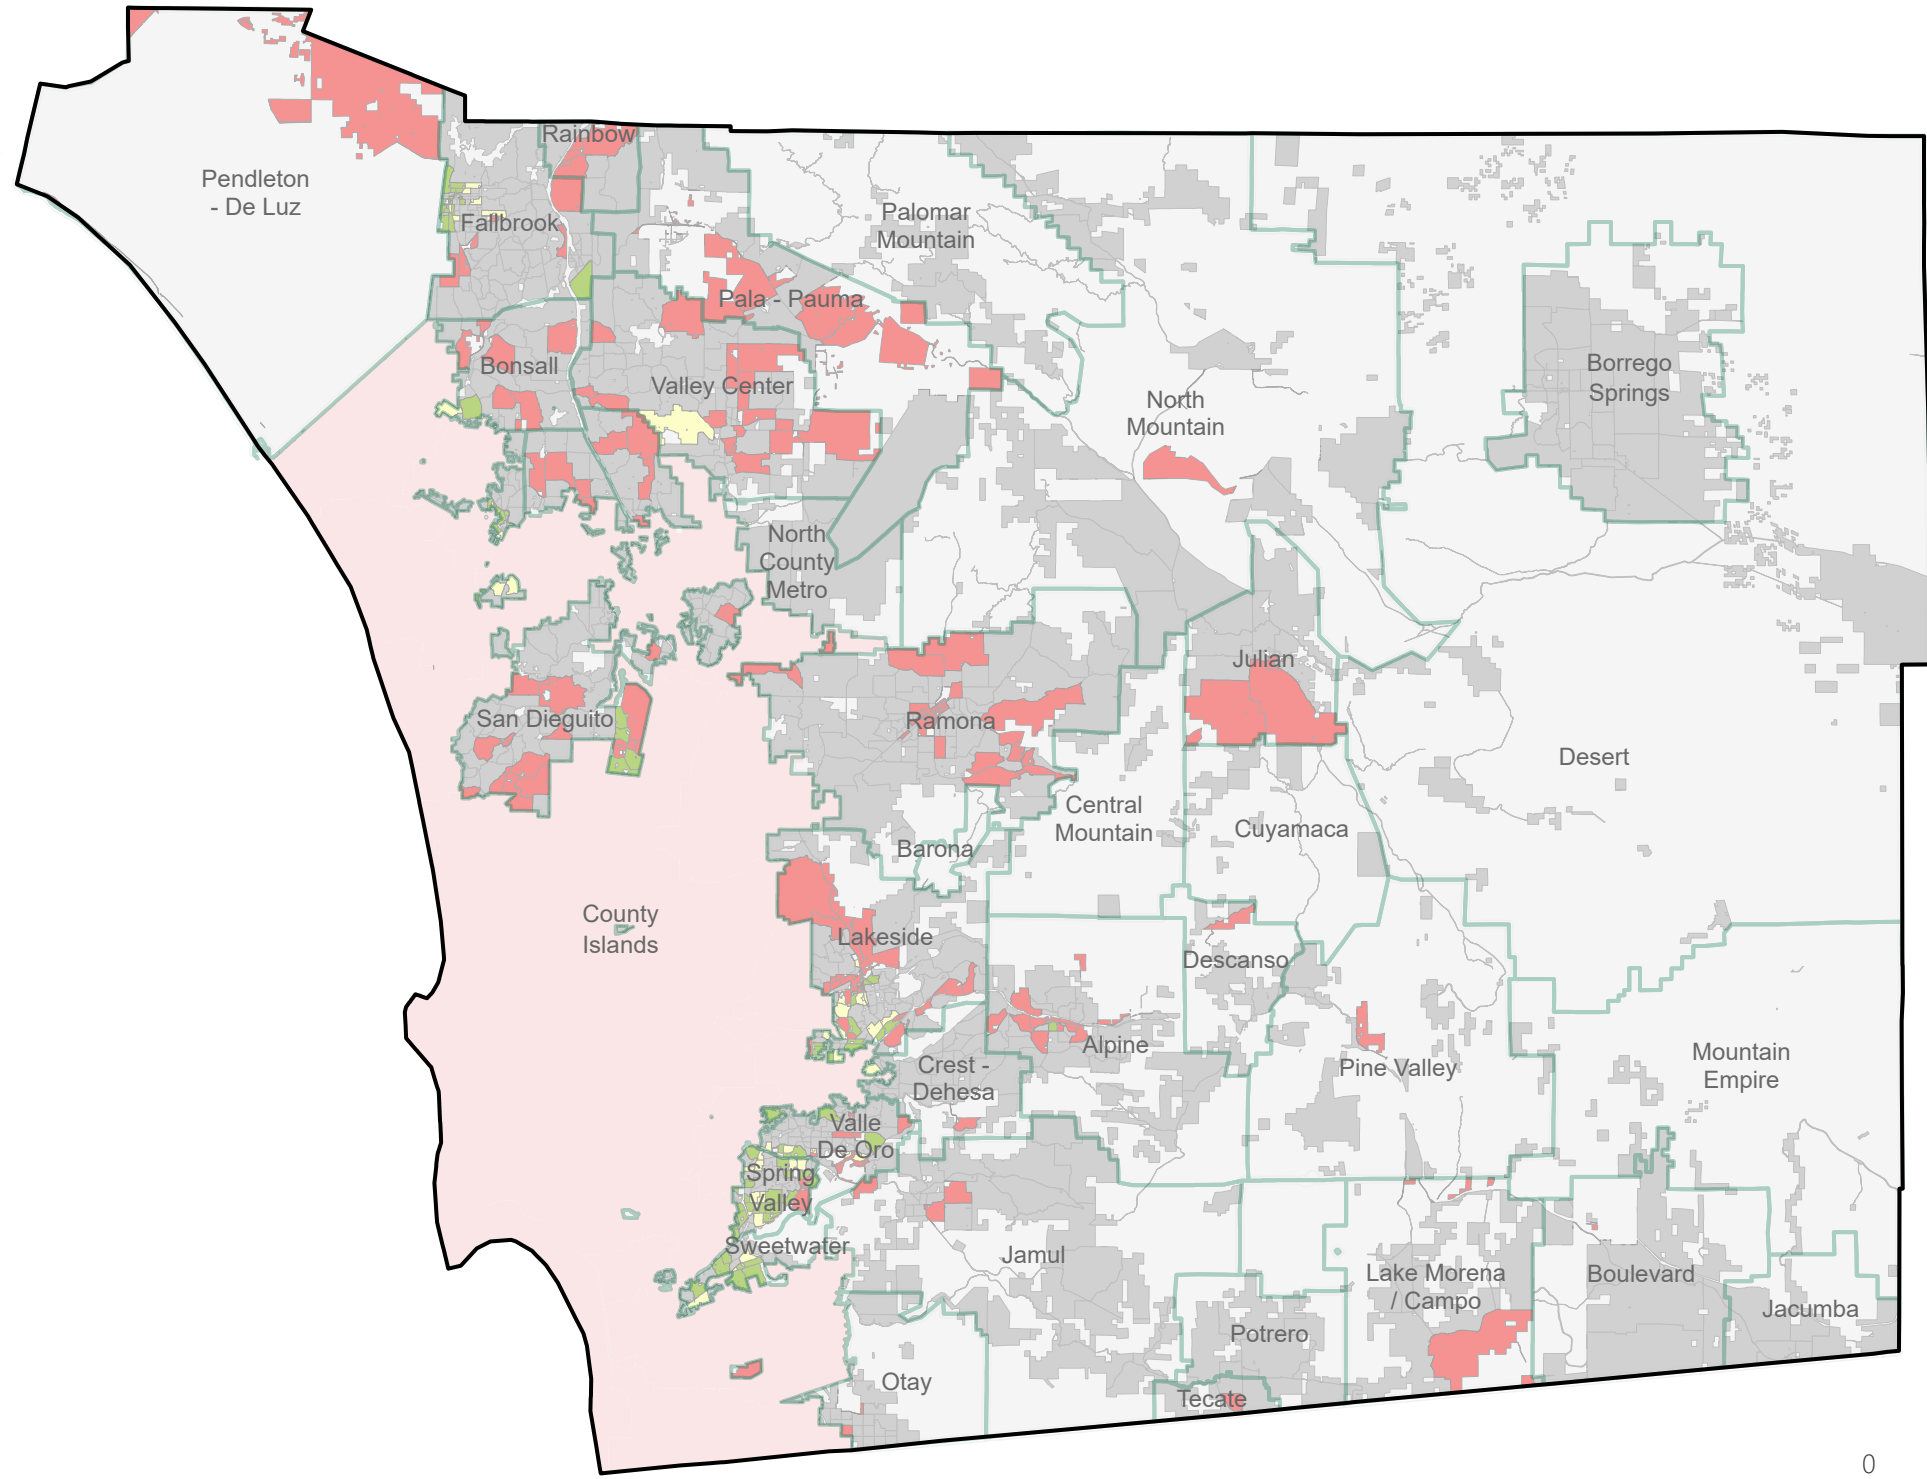 Rainbow
Pendleton
- De Luz
Fallbrook
Palomar
Mountain
Pala - Pauma
Bonsall
Valley Center
Borrego
Springs
North
Mountain
North
County
Metro
Julian
San Dieguito
Ramona
Desert
Central
Mountain
Cuyamaca
Barona
County
Islands
Lakeside
Descanso
Alpine
Crest -
Dehesa
Pine Valley
Mountain
Empire
Valle
De Oro
Spring
Valley
Sweetwater
Jamul
Lake Morena
/ Campo
Boulevard
Jacumba
Potrero
Otay
Tecate
0